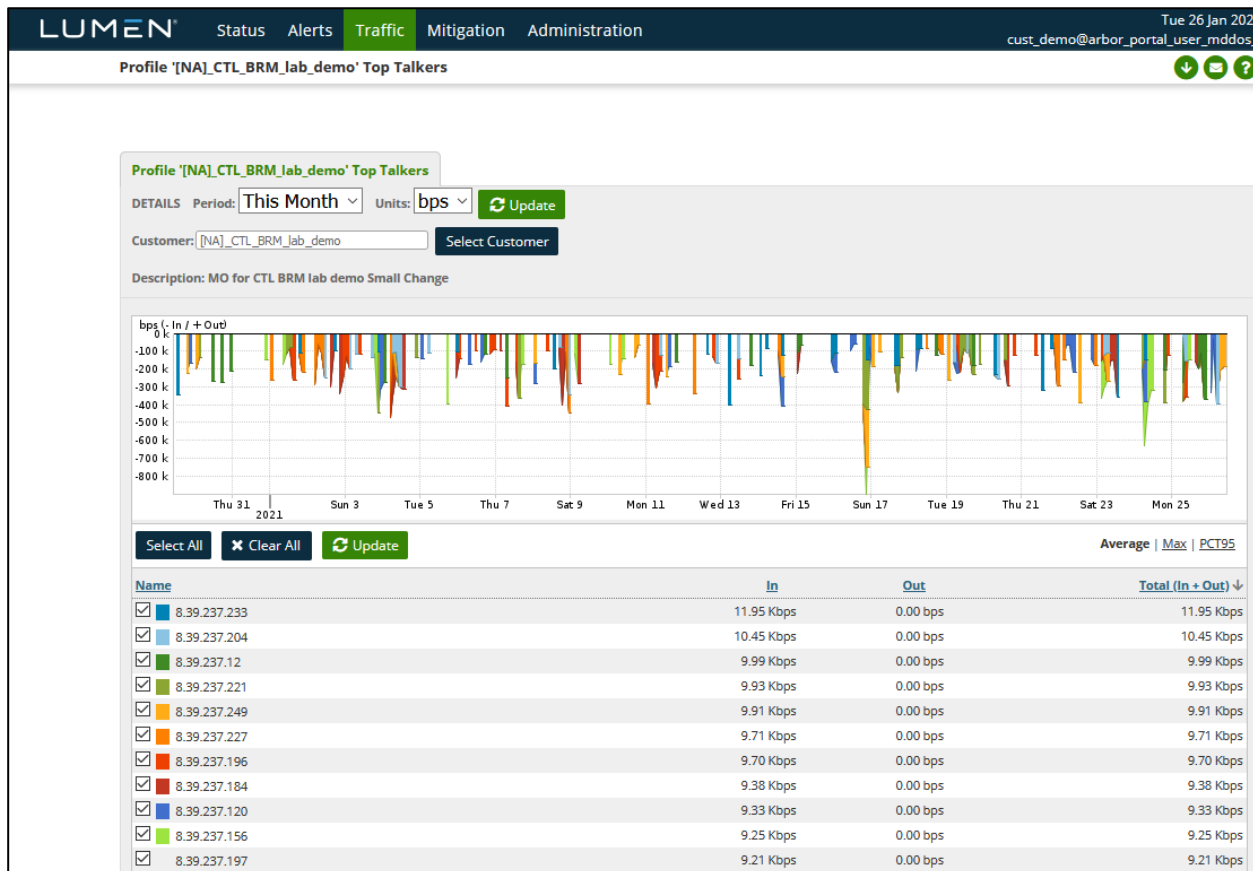 LUMEN® Status Alerts Traffic Mitigation Administration
Tue 26 Jan 202
cust_demo@arbor_portal_user_mddos
Profile '[NA]_CTL_BRM_lab_demo' Top Talkers
Profile '[NA]_CTL_BRM_lab_demo' Top Talkers
DETAILS Period: This Month Units: bps Update
Customer: [NA]_CTL_BRM_lab_demo Select Customer
Description: MO for CTL BRM lab demo Small Change
bps (- In / + Out)
0 k
-100 k
-200 k
-300 k
-400 k
-500 k
-600 k
-700 k
-800 k
Thu 31 Sun 3 Tue 5 Thu 7 Sat 9 Mon 11 Wed 13 Fri 15 Sun 17 Tue 19 Thu 21 Sat 23 Mon 25
2021
Select All Clear All Update Average | Max | PCT95
Name In Out Total (In + Out)
8.39.237.233 11.95 Kbps 0.00 bps 11.95 Kbps
8.39.237.204 10.45 Kbps 0.00 bps 10.45 Kbps
8.39.237.12 9.99 Kbps 0.00 bps 9.99 Kbps
8.39.237.221 9.93 Kbps 0.00 bps 9.93 Kbps
8.39.237.249 9.91 Kbps 0.00 bps 9.91 Kbps
8.39.237.227 9.71 Kbps 0.00 bps 9.71 Kbps
8.39.237.196 9.70 Kbps 0.00 bps 9.70 Kbps
8.39.237.184 9.38 Kbps 0.00 bps 9.38 Kbps
8.39.237.120 9.33 Kbps 0.00 bps 9.33 Kbps
8.39.237.156 9.25 Kbps 0.00 bps 9.25 Kbps
8.39.237.197 9.21 Kbps 0.00 bps 9.21 Kbps